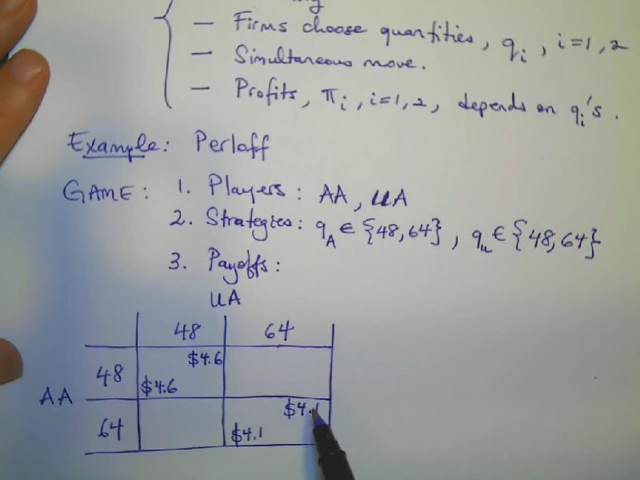 — Firms choose quantities, qi, i=1,2
— Simultaneous move.
— Profits, πi, i=1,2, depends on qi's.
Example: Perloff
GAME: 1. Players: AA, UA
2. Strategies: qA ∈ {48,64}, qu ∈ {48,64}
3. Payoffs:
UA
48 64
$4.6
AA 48 $4.6
$4.1
64 $4.1